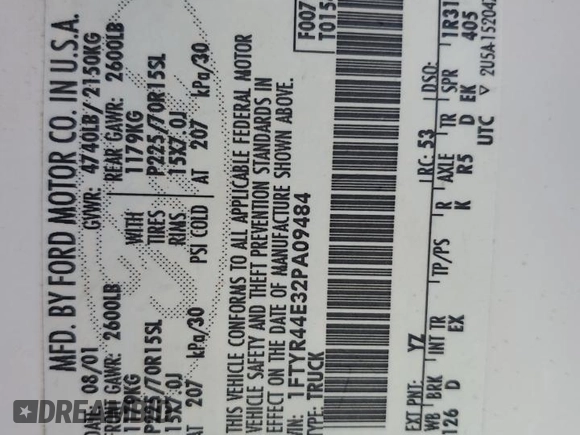 MFD. BY FORD MOTOR CO. IN U.S.A.
DATE: 08/01 GVWR: 4740LB/ 2150KG
FRONT GAWR: 2600LB REAR GAWR: 2600LB
1179KG WITH 1179KG
P225/70R15SL TIRES P225/70R15SL
15X7.0J RIMS 15X7.0J
AT 207 kPa/30 PSI COLD AT 207 kPa/30
THIS VEHICLE CONFORMS TO ALL APPLICABLE FEDERAL MOTOR
VEHICLE SAFETY AND THEFT PREVENTION STANDARDS IN
EFFECT ON THE DATE OF MANUFACTURE SHOWN ABOVE.
1FTYR44E32PA09484
TYPE: TRUCK
F007
EXT PNT: YZ RC: 53 DSO:
WB BRK INT TR TP/PS R AXLE TR SPR
126 D EX K R5 D EK 405
UTC
DREAMBID